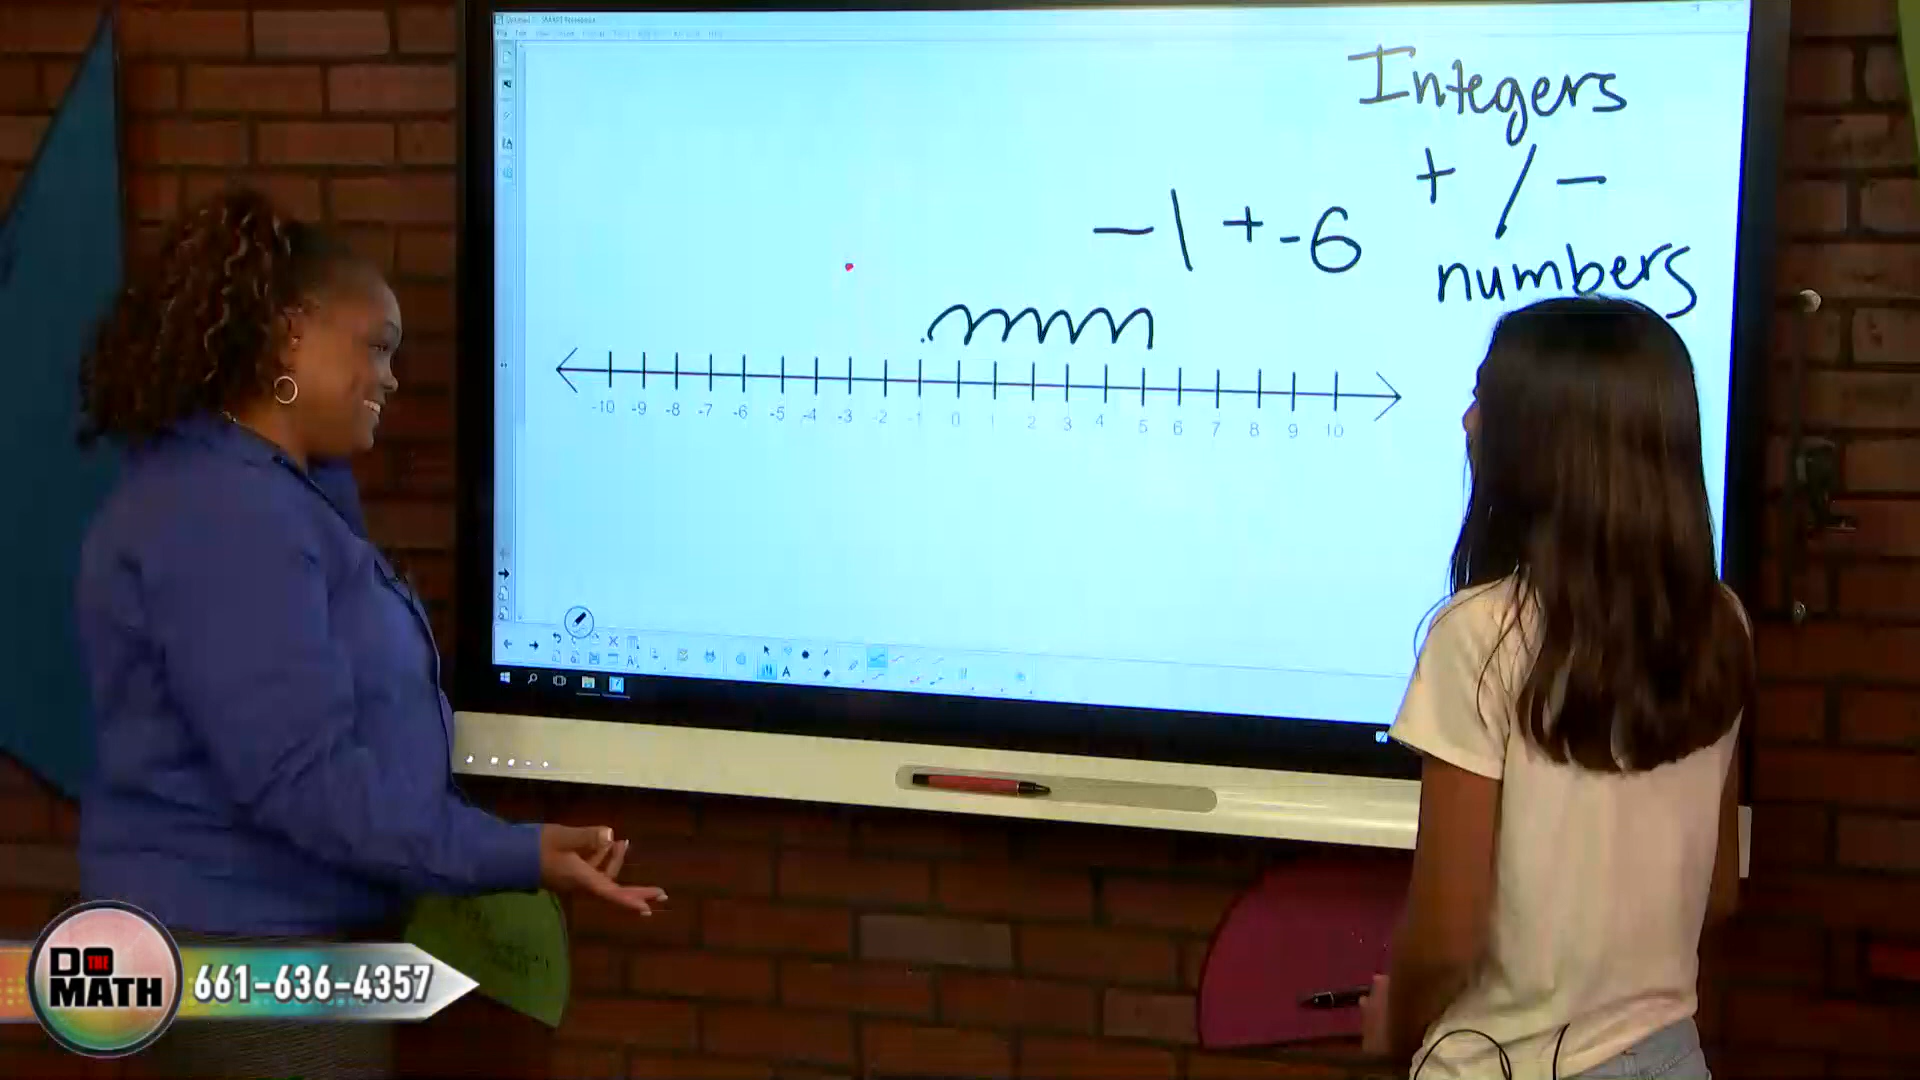 Integers
+ / -
numbers
-1 + -6
-10 -9 -8 -7 -6 -5 -4 -3 -2 -1 0 1 2 3 4 5 6 7 8 9 10
DO THE MATH
661-636-4357